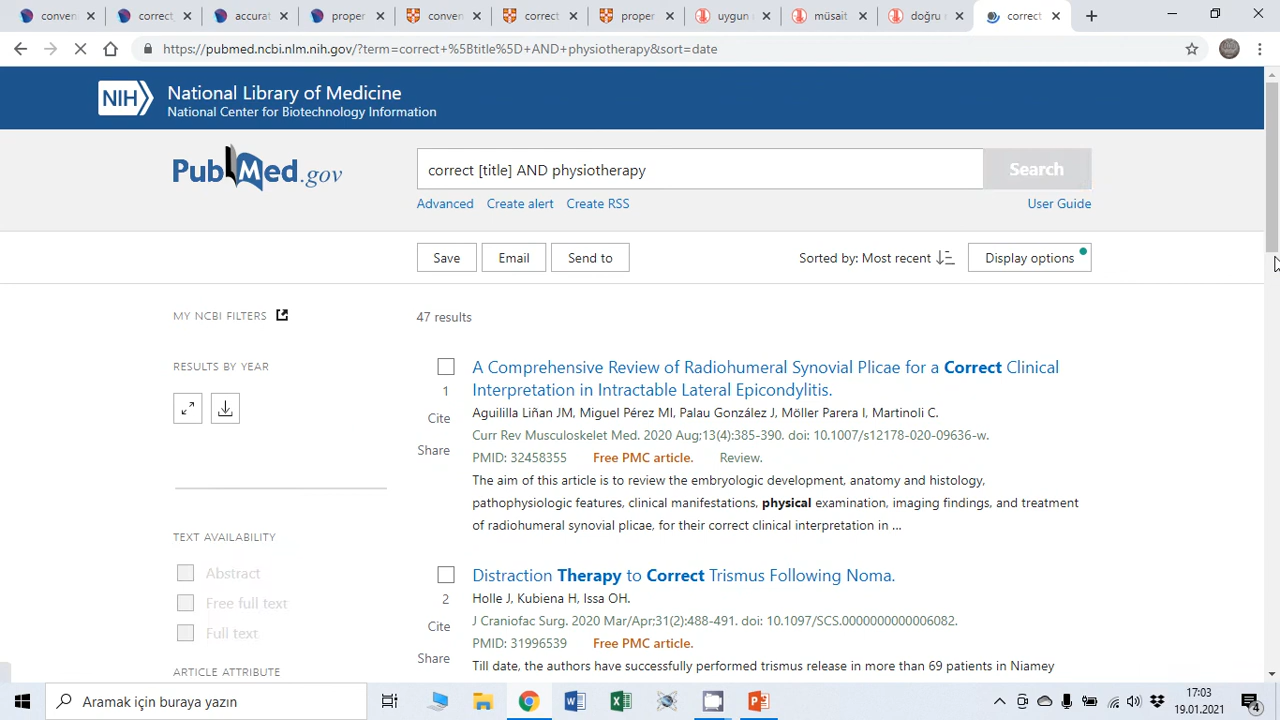 conven
correct
accurat
proper
conven
correct
proper
uygun
müsait
doğru
correct
https://pubmed.ncbi.nlm.nih.gov/?term=correct+%5Btitle%5D+AND+physiotherapy&sort=date
NIH
National Library of Medicine
National Center for Biotechnology Information
PubMed.gov
correct [title] AND physiotherapy
Search
Advanced
Create alert
Create RSS
User Guide
Save
Email
Send to
Sorted by: Most recent
Display options
MY NCBI FILTERS
47 results
RESULTS BY YEAR
A Comprehensive Review of Radiohumeral Synovial Plicae for a Correct Clinical
Interpretation in Intractable Lateral Epicondylitis.
1
Cite
Share
Aguililla Liñan JM, Miguel Pérez MI, Palau González J, Möller Parera I, Martinoli C.
Curr Rev Musculoskelet Med. 2020 Aug;13(4):385-390. doi: 10.1007/s12178-020-09636-w.
PMID: 32458355 Free PMC article. Review.
The aim of this article is to review the embryologic development, anatomy and histology,
pathophysiologic features, clinical manifestations, physical examination, imaging findings, and treatment
of radiohumeral synovial plicae, for their correct clinical interpretation in ...
TEXT AVAILABILITY
Abstract
Free full text
Full text
ARTICLE ATTRIBUTE
Distraction Therapy to Correct Trismus Following Noma.
2
Cite
Share
Holle J, Kubiena H, Issa OH.
J Craniofac Surg. 2020 Mar/Apr;31(2):488-491. doi: 10.1097/SCS.0000000000006082.
PMID: 31996539 Free PMC article.
Till date, the authors have successfully performed trismus release in more than 69 patients in Niamey
Aramak için buraya yazın
17:03
19.01.2021
4